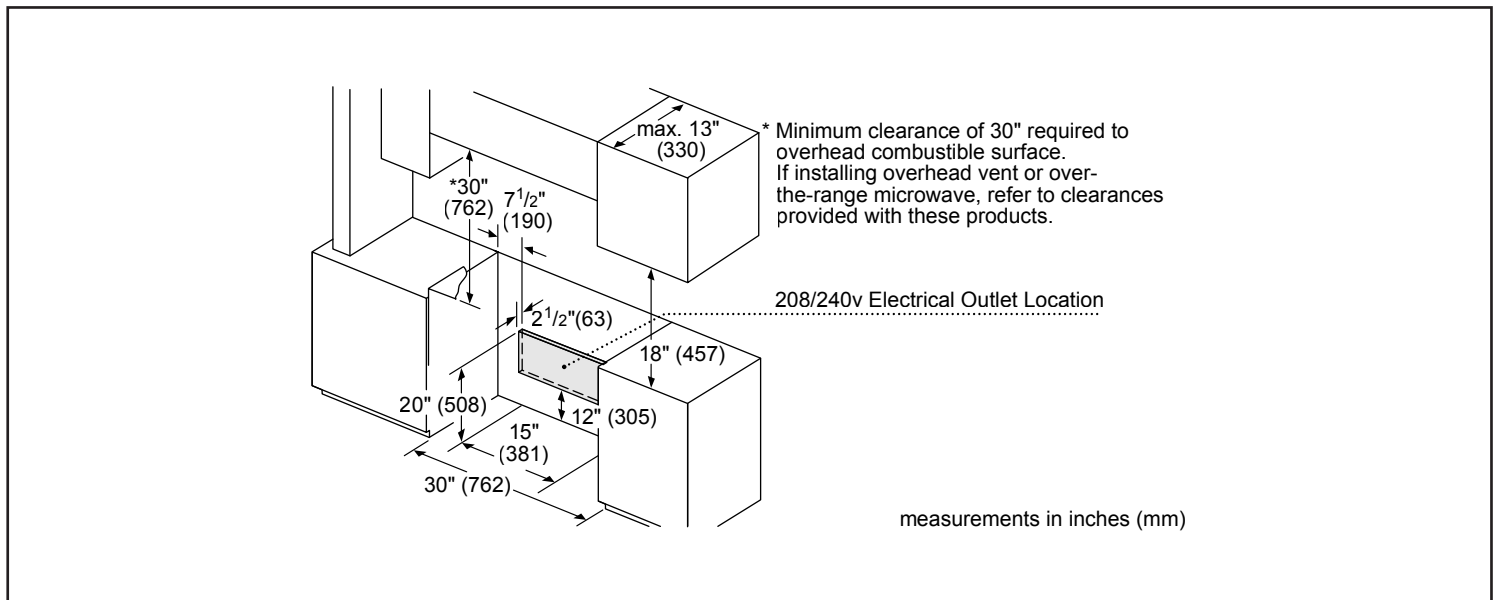 max. 13"
(330)
* Minimum clearance of 30" required to
overhead combustible surface.
If installing overhead vent or over-
the-range microwave, refer to clearances
provided with these products.
*30"
(762)
7 1/2"
(190)
208/240v Electrical Outlet Location
2 1/2"(63)
18" (457)
20" (508)
12" (305)
15"
(381)
30" (762)
measurements in inches (mm)